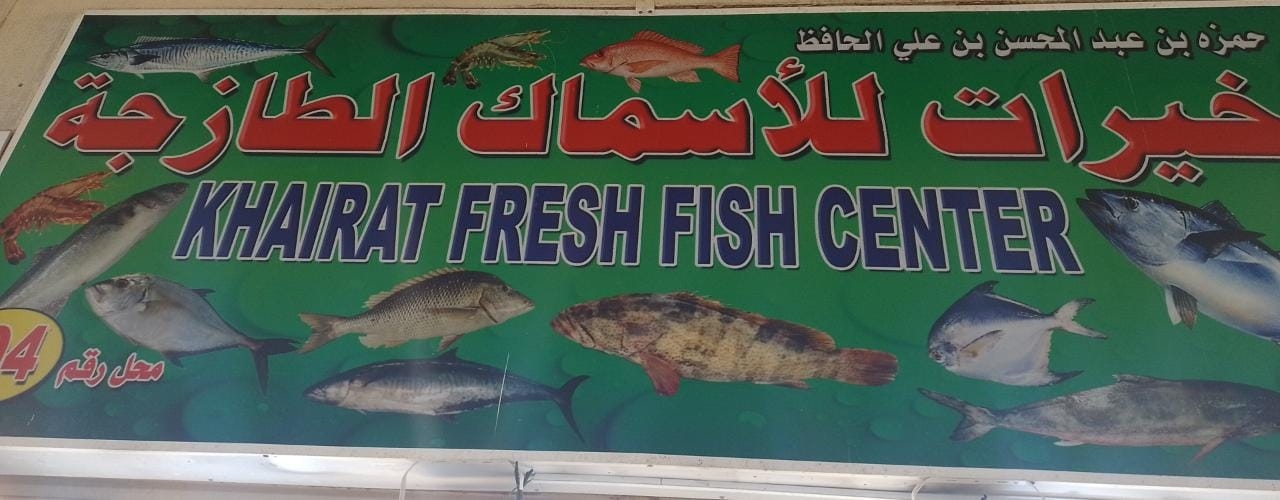 حمزه بن عبد المحسن بن علي الحافظ
خيرات للأسماك الطازجة
KHAIRAT FRESH FISH CENTER
محل رقم